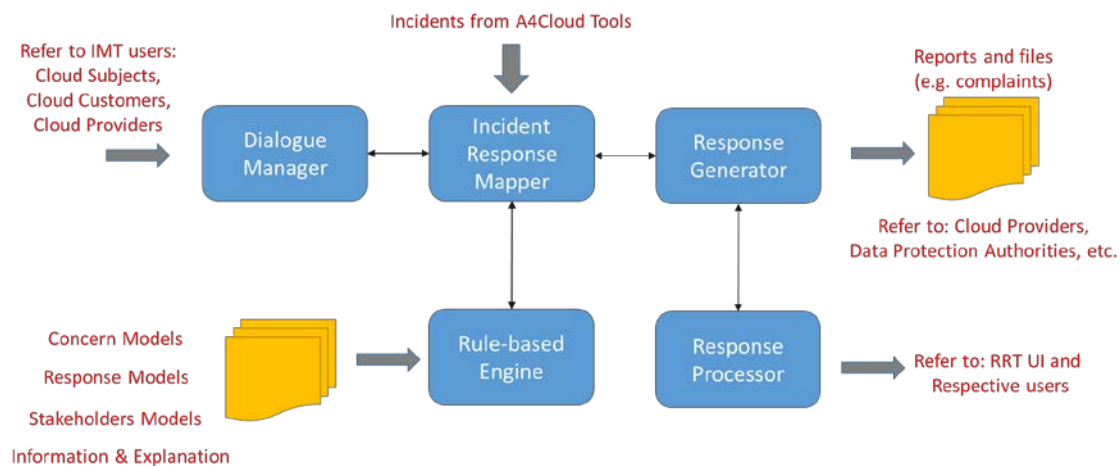 Incidents from A4Cloud Tools
Refer to IMT users:
Cloud Subjects,
Cloud Customers,
Cloud Providers
Reports and files
(e.g. complaints)
Dialogue
Manager
Incident
Response
Mapper
Response
Generator
Refer to: Cloud Providers,
Data Protection Authorities, etc.
Concern Models
Response Models
Stakeholders Models
Information & Explanation
Rule-based
Engine
Response
Processor
Refer to: RRT UI and
Respective users